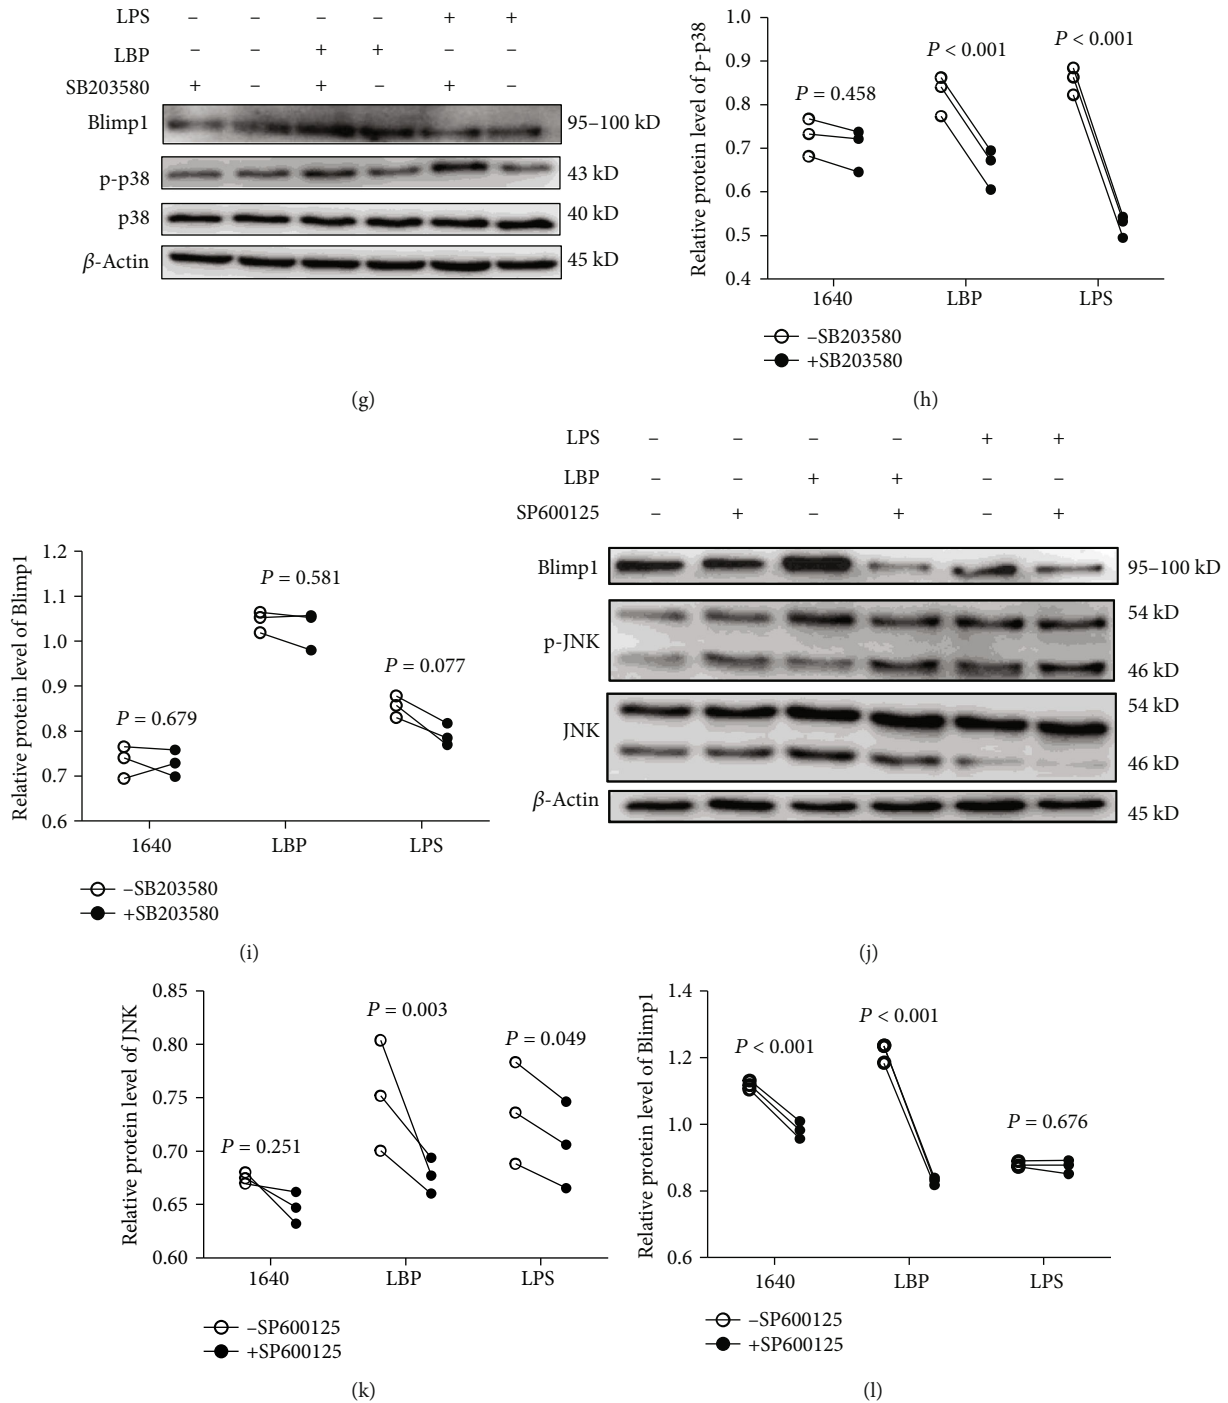 LPS – – – – + +
LBP – – + + – –
SB203580 + – + – + –
Blimp1 95–100 kD
p-p38 43 kD
p38 40 kD
β-Actin 45 kD
(g)
Relative protein level of p-p38
1.0
0.9
0.8
0.7
0.6
0.5
0.4
P = 0.458
P < 0.001
P < 0.001
1640 LBP LPS
–SB203580
+SB203580
(h)
Relative protein level of Blimp1
1.2
1.1
1.0
0.9
0.8
0.7
0.6
P = 0.679
P = 0.581
P = 0.077
1640 LBP LPS
–SB203580
+SB203580
(i)
LPS – – – – + +
LBP – – + + – –
SP600125 – + – + – +
Blimp1 95–100 kD
p-JNK
54 kD
46 kD
JNK
54 kD
46 kD
β-Actin 45 kD
(j)
Relative protein level of JNK
0.85
0.80
0.75
0.70
0.65
0.60
P = 0.251
P = 0.003
P = 0.049
1640 LBP LPS
–SP600125
+SP600125
(k)
Relative protein level of Blimp1
1.4
1.2
1.0
0.8
0.6
P < 0.001
P < 0.001
P = 0.676
1640 LBP LPS
–SP600125
+SP600125
(l)